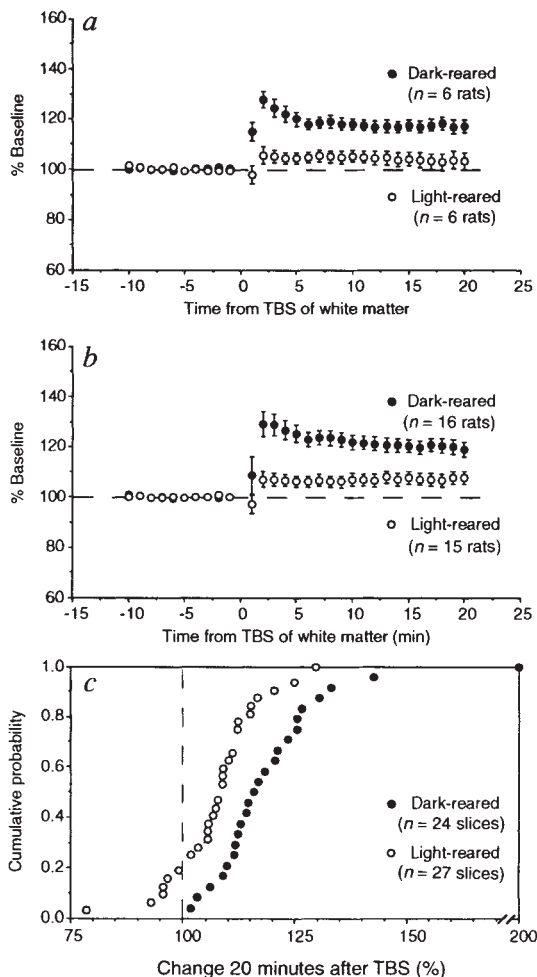 a
160
140
120
100
80
60
% Baseline
Dark-reared
(n = 6 rats)
Light-reared
(n = 6 rats)
-15 -10 -5 0 5 10 15 20 25
Time from TBS of white matter
b
160
140
120
100
80
60
% Baseline
Dark-reared
(n = 16 rats)
Light-reared
(n = 15 rats)
-15 -10 -5 0 5 10 15 20 25
Time from TBS of white matter (min)
c
1.0
0.8
0.6
0.4
0.2
0.0
Cumulative probability
Dark-reared
(n = 24 slices)
Light-reared
(n = 27 slices)
75 100 125 150 200
Change 20 minutes after TBS (%)